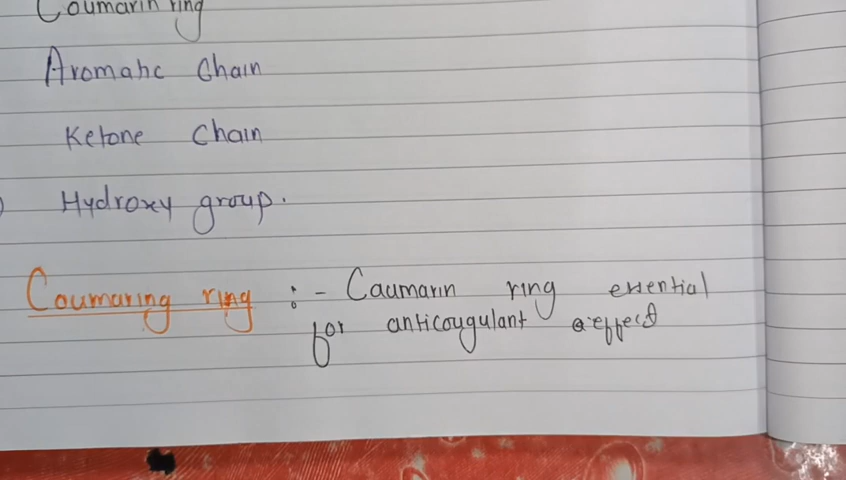 Coumarin ring
Aromatic Chain
Ketone Chain
) Hydroxy group.
Coumaring ring :- Caumarin ring essential
for anticougulant effect